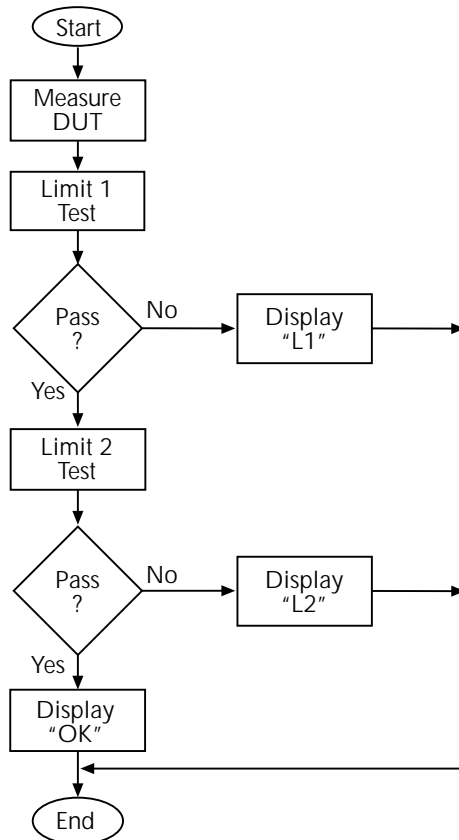 Start
Measure
DUT
Limit 1
Test
Pass
?
No
Display
"L1"
Yes
Limit 2
Test
Pass
?
No
Display
"L2"
Yes
Display
"OK"
End